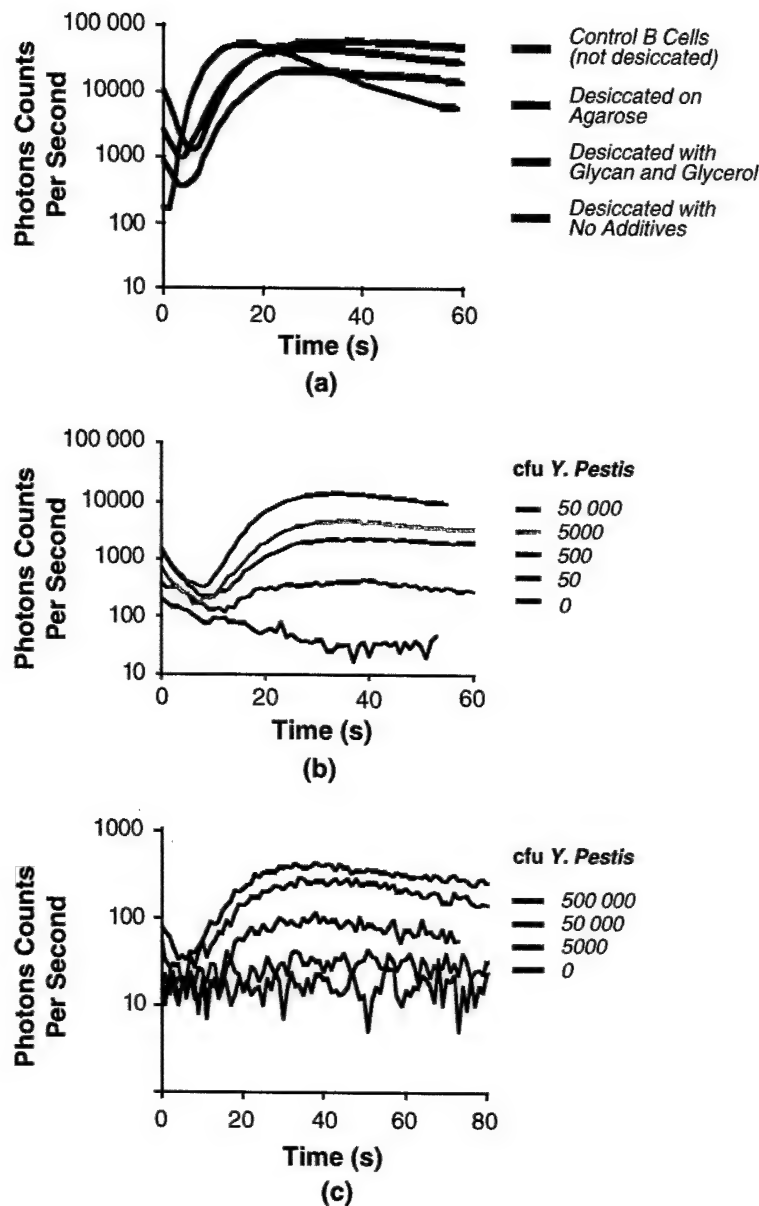 100 000
10000
1000
100
10
Photons Counts
Per Second
0 20 40 60
Time (s)
(a)
Control B Cells
(not desiccated)
Desiccated on
Agarose
Desiccated with
Glycan and Glycerol
Desiccated with
No Additives
100 000
10000
1000
100
10
Photons Counts
Per Second
0 20 40 60
Time (s)
(b)
cfu Y. Pestis
50 000
5000
500
50
0
1000
100
10
Photons Counts
Per Second
0 20 40 60 80
Time (s)
(c)
cfu Y. Pestis
500 000
50 000
5000
0